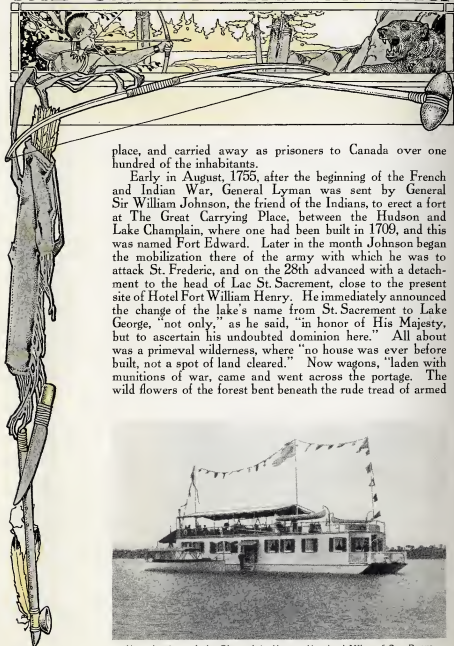 place, and carried away as prisoners to Canada over one
hundred of the inhabitants.
Early in August, 1755, after the beginning of the French
and Indian War, General Lyman was sent by General
Sir William Johnson, the friend of the Indians, to erect a fort
at The Great Carrying Place, between the Hudson and
Lake Champlain, where one had been built in 1709, and this
was named Fort Edward. Later in the month Johnson began
the mobilization there of the army with which he was to
attack St. Frederic, and on the 28th advanced with a detach-
ment to the head of Lac St. Sacrement, close to the present
site of Hotel Fort William Henry. He immediately announced
the change of the lake's name from St. Sacrement to Lake
George, "not only," as he said, "in honor of His Majesty,
but to ascertain his undoubted dominion here." All about
was a primeval wilderness, where "no house was ever before
built, not a spot of land cleared." Now wagons, "laden with
munitions of war, came and went across the portage. The
wild flowers of the forest bent beneath the rude tread of armed